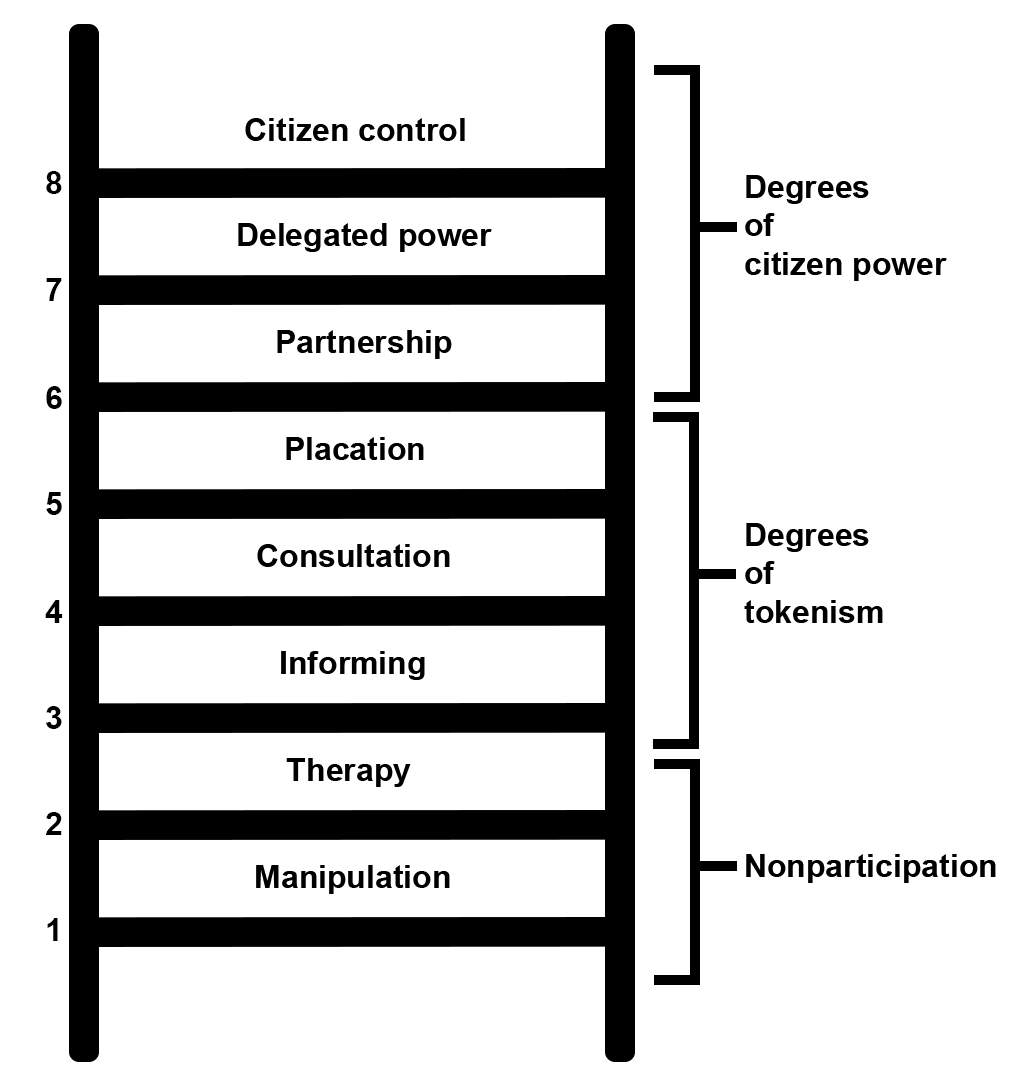 Citizen control
8
Delegated power
7
Partnership
6
Placation
5
Consultation
4
Informing
3
Therapy
2
Manipulation
1
Degrees
of
citizen power
Degrees
of
tokenism
Nonparticipation